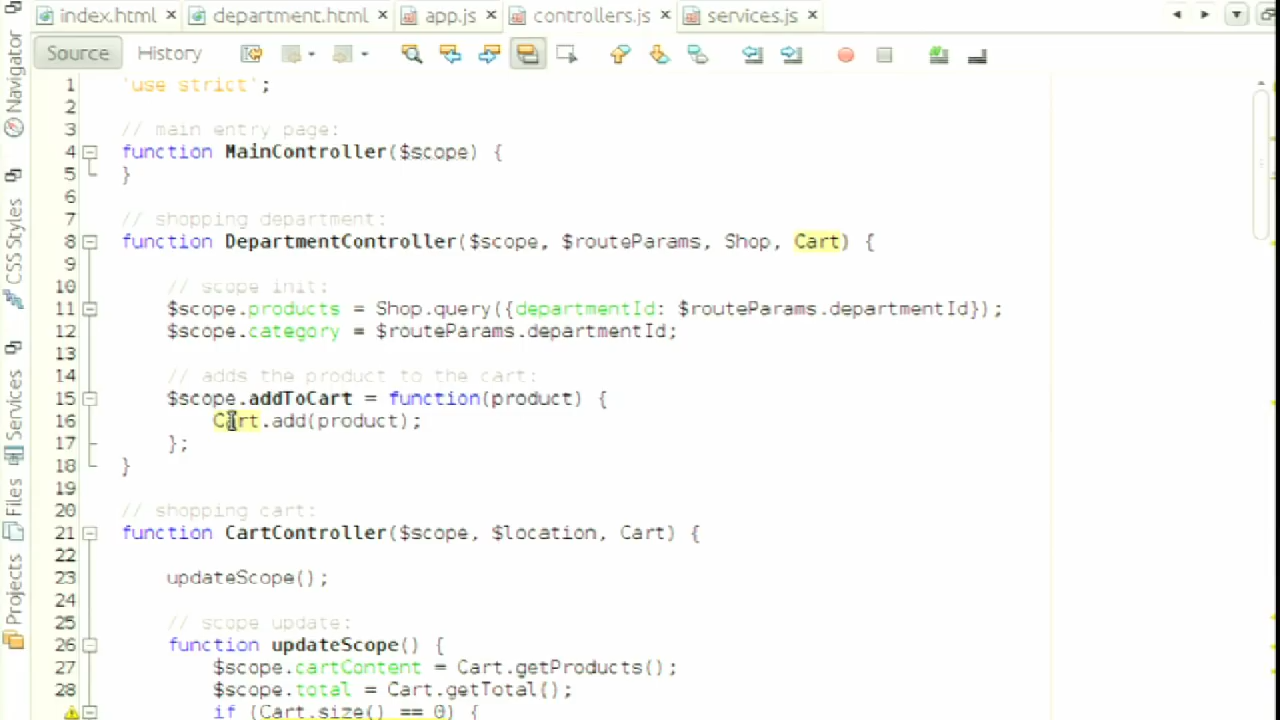 index.html
department.html
app.js
controllers.js
services.js
Source
History
Navigator
CSS Styles
Services
Files
Projects
1 'use strict';
2
3 // main entry page:
4 function MainController($scope) {
5 }
6
7 // shopping department:
8 function DepartmentController($scope, $routeParams, Shop, Cart) {
9
10 // scope init:
11 $scope.products = Shop.query({departmentId: $routeParams.departmentId});
12 $scope.category = $routeParams.departmentId;
13
14 // adds the product to the cart:
15 $scope.addToCart = function(product) {
16 Cart.add(product);
17 };
18 }
19
20 // shopping cart:
21 function CartController($scope, $location, Cart) {
22
23 updateScope();
24
25 // scope update:
26 function updateScope() {
27 $scope.cartContent = Cart.getProducts();
28 $scope.total = Cart.getTotal();
if (Cart.size() == 0) {